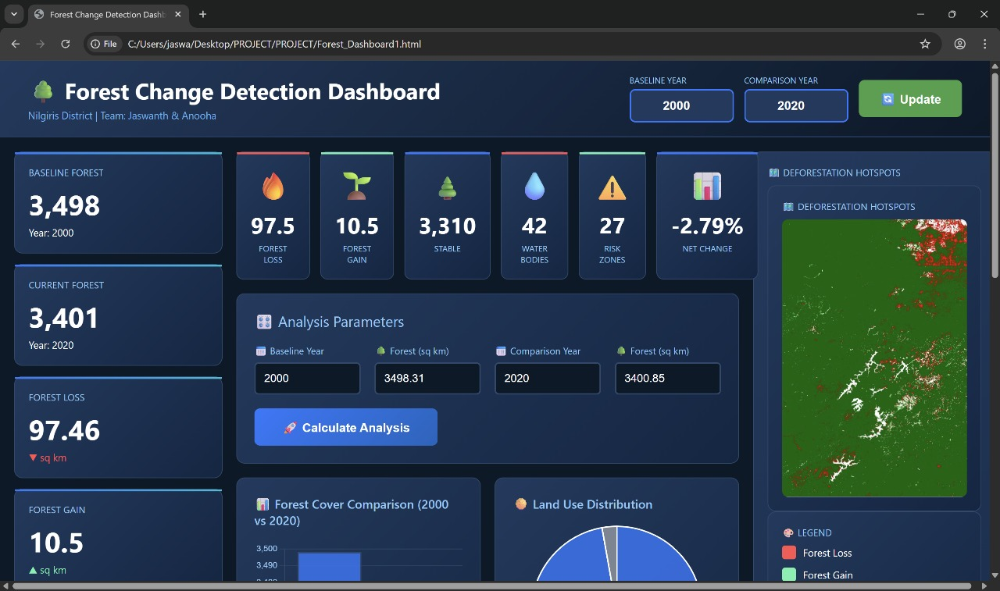 Forest Change Detection Dashb
File
C:/Users/jaswa/Desktop/PROJECT/PROJECT/Forest_Dashboard1.html
Forest Change Detection Dashboard
Nilgiris District | Team: Jaswanth & Anooha
BASELINE YEAR
2000
COMPARISON YEAR
2020
Update
BASELINE FOREST
3,498
Year: 2000
CURRENT FOREST
3,401
Year: 2020
FOREST LOSS
97.46
▼ sq km
FOREST GAIN
10.5
▲ sq km
97.5
FOREST
LOSS
10.5
FOREST
GAIN
3,310
STABLE
42
WATER
BODIES
27
RISK
ZONES
-2.79%
NET CHANGE
Analysis Parameters
Baseline Year
2000
Forest (sq km)
3498.31
Comparison Year
2020
Forest (sq km)
3400.85
Calculate Analysis
Forest Cover Comparison (2000
vs 2020)
3,500
3,490
Land Use Distribution
DEFORESTATION HOTSPOTS
DEFORESTATION HOTSPOTS
LEGEND
Forest Loss
Forest Gain